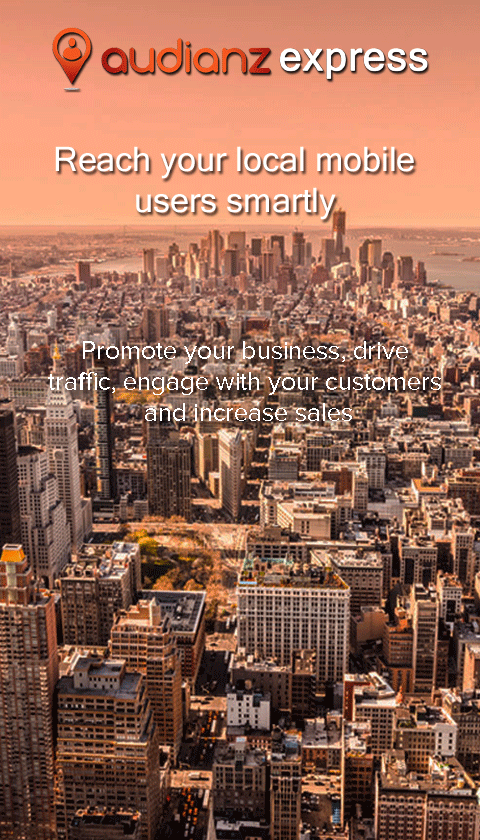 audianz express
Reach your local mobile
users smartly
Promote your business, drive
traffic, engage with your customers
and increase sales